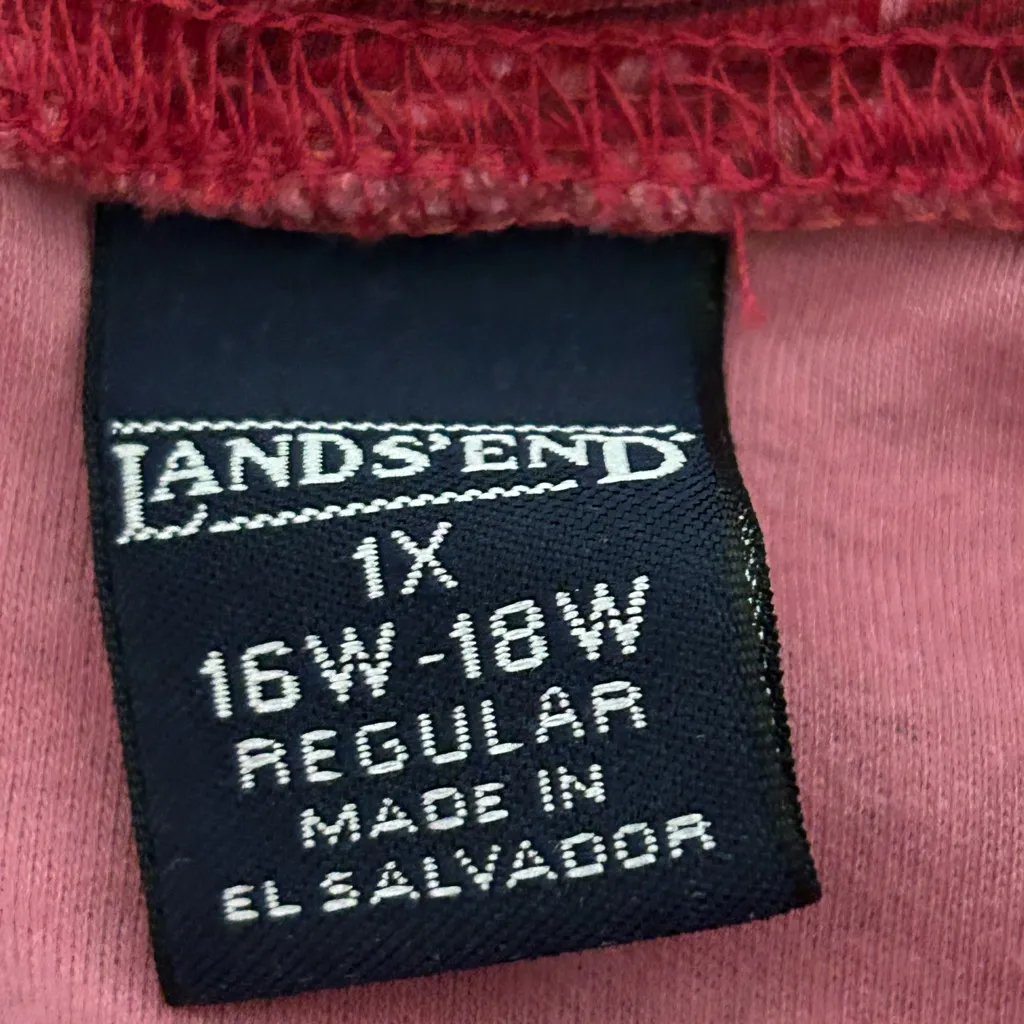 LANDS' END
1X
16W-18W
REGULAR
MADE IN
EL SALVADOR